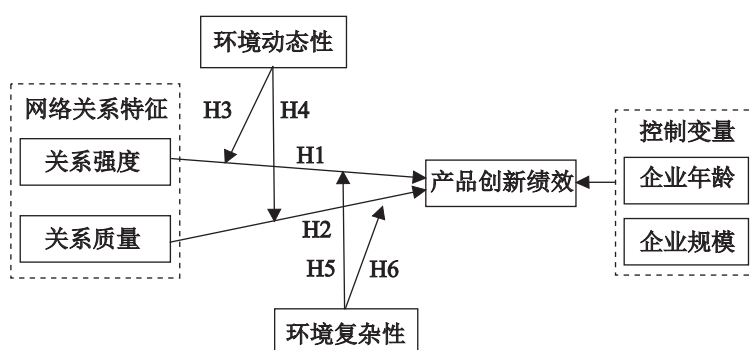 环境动态性
网络关系特征
H3
H4
控制变量
关系强度
H1
产品创新绩效
企业年龄
关系质量
H2
企业规模
H5
H6
环境复杂性